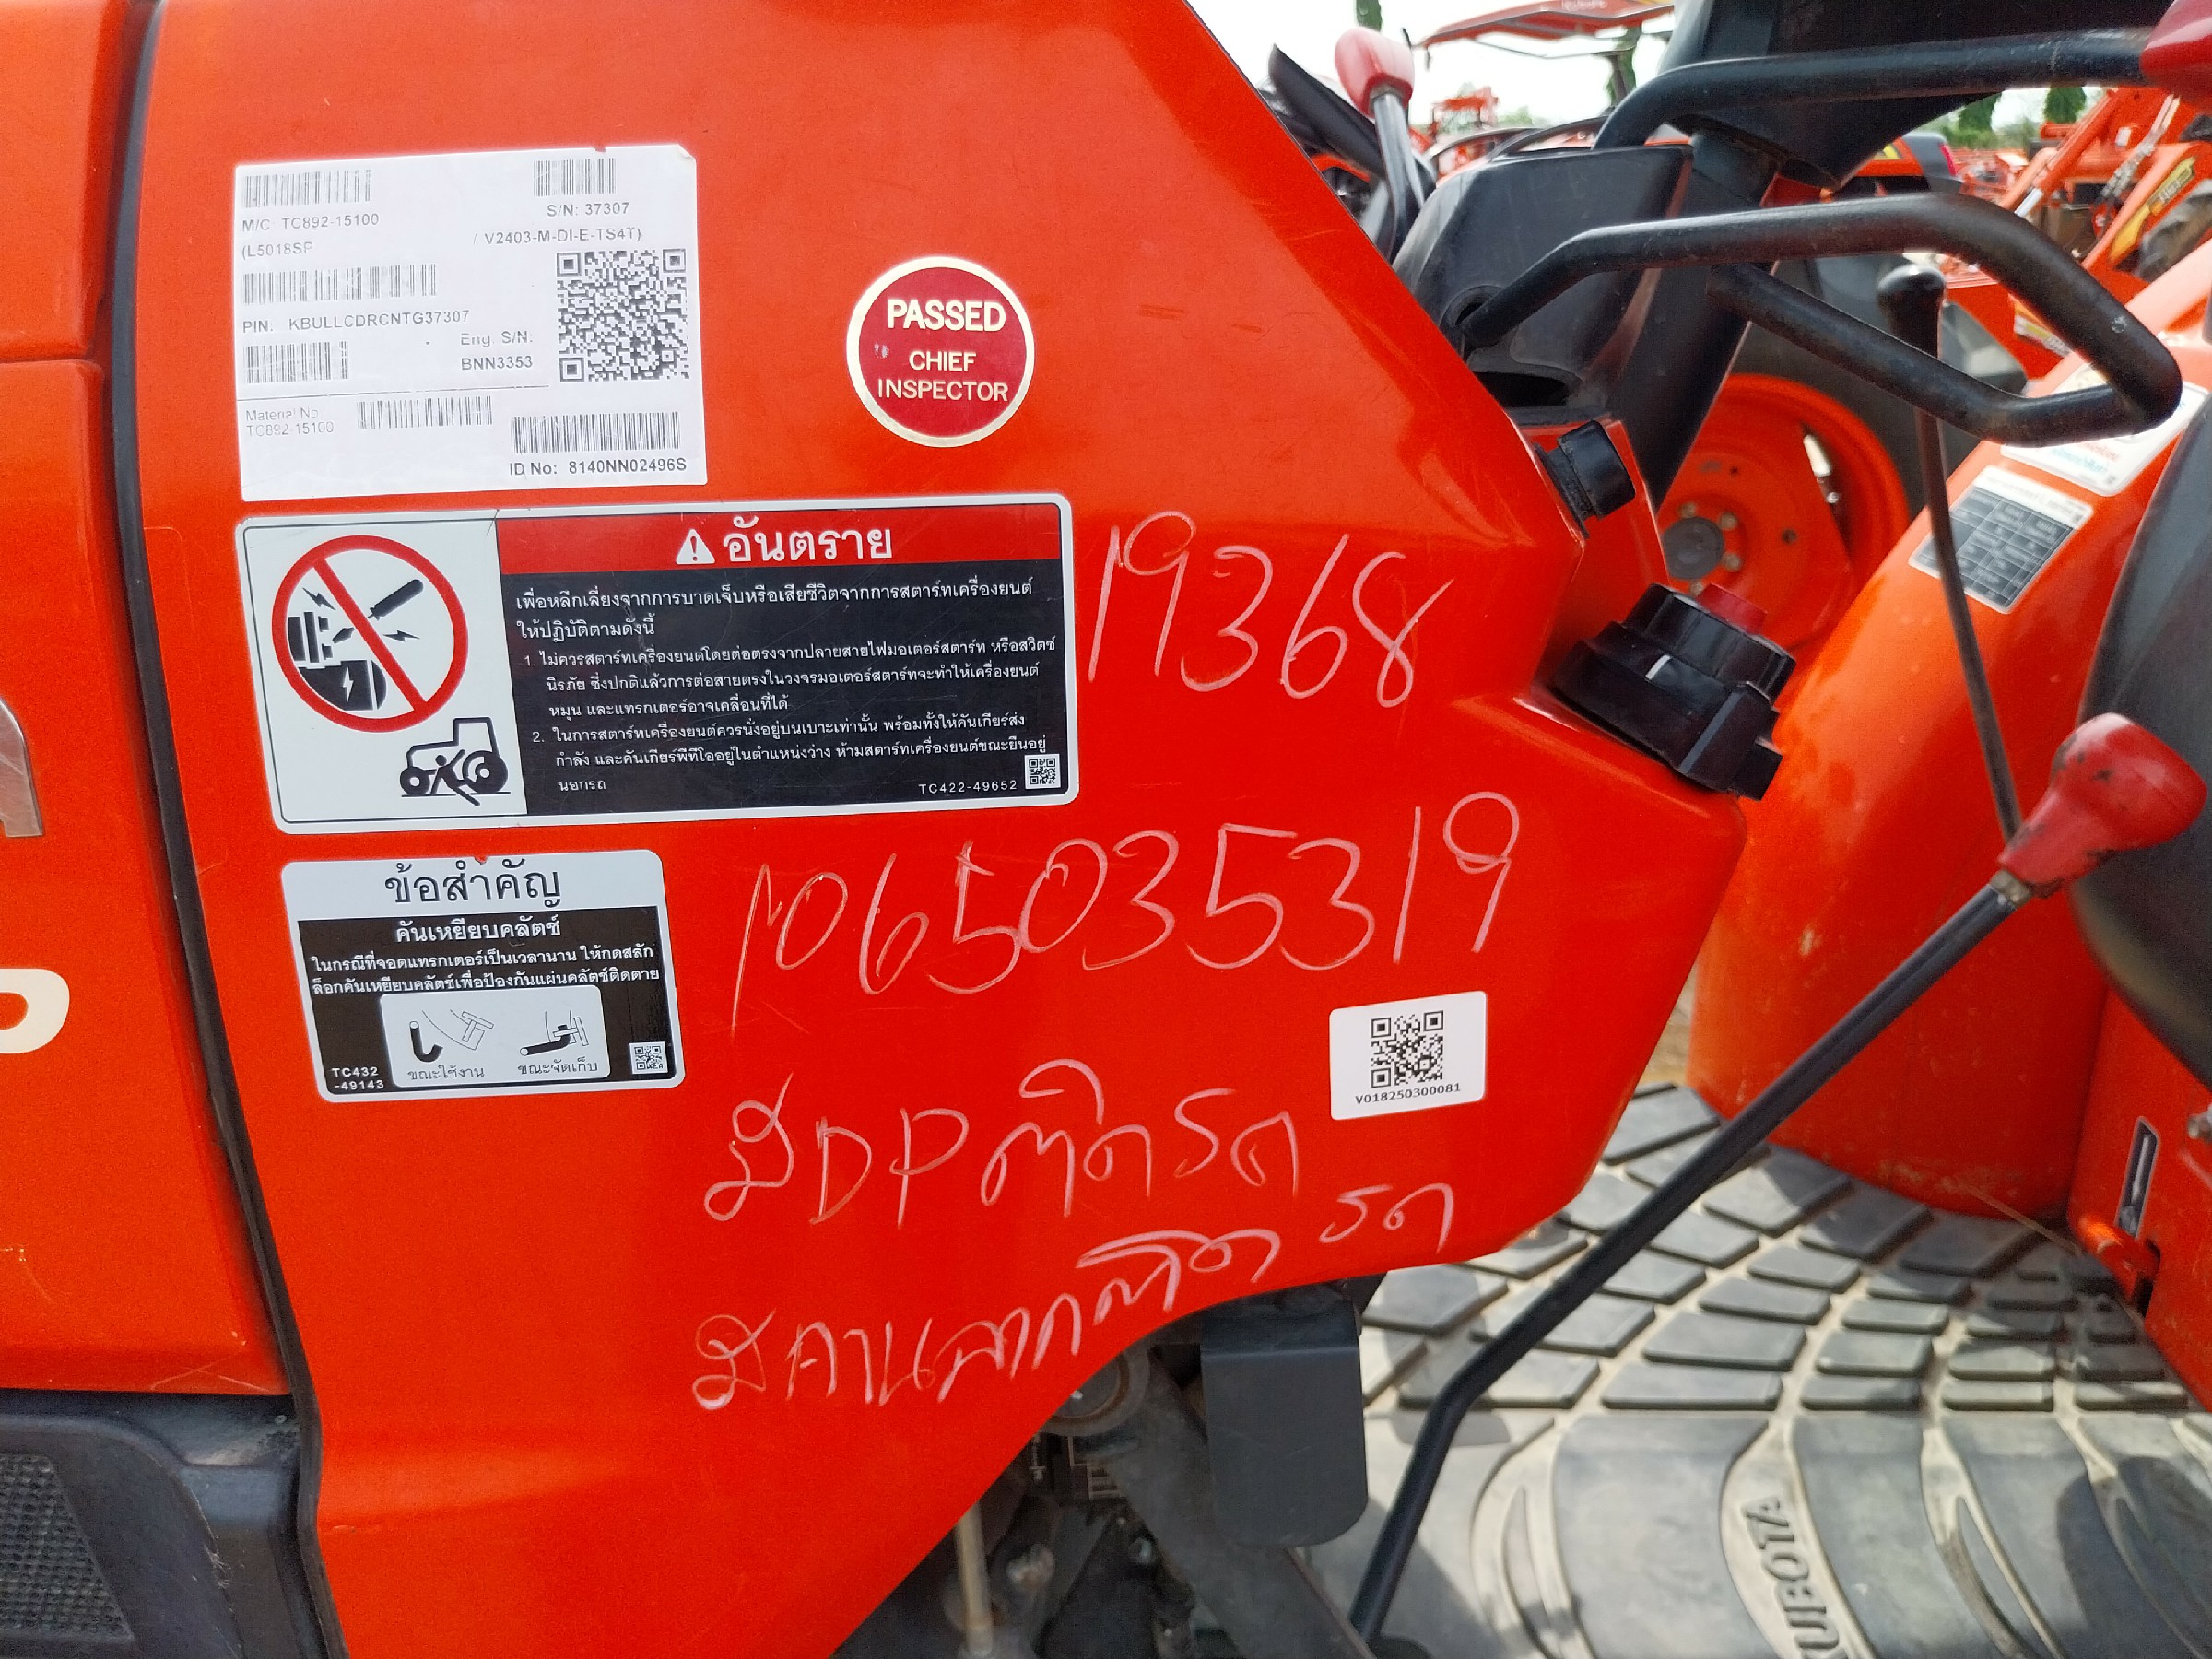 M/C: TC892-15100
S/N: 37307
(L5018SP
/ V2403-M-DI-E-TS4T)
PIN: KBULLCDRCNTG37307
Eng. S/N:
BNN3353
Material No
TC892-15100
ID No: 8140NN02496S
PASSED
CHIEF
INSPECTOR
อันตราย
เพื่อหลีกเลี่ยงจากการบาดเจ็บหรือเสียชีวิตจากการสตาร์ทเครื่องยนต์
ให้ปฏิบัติตามดังนี้
1. ไม่ควรสตาร์ทเครื่องยนต์โดยต่อตรงจากปลายสายไฟมอเตอร์สตาร์ท หรือสวิตซ์
นิรภัย ซึ่งปกติแล้วการต่อสายตรงในวงจรมอเตอร์สตาร์ทจะทำให้เครื่องยนต์
หมุน และแทรกเตอร์อาจเคลื่อนที่ได้
2. ในการสตาร์ทเครื่องยนต์ควรนั่งอยู่บนเบาะเท่านั้น พร้อมทั้งให้คันเกียร์ส่ง
กำลัง และคันเกียร์พีทีโออยู่ในตำแหน่งว่าง ห้ามสตาร์ทเครื่องยนต์ขณะยืนอยู่
นอกรถ
TC422-49652
19368
ข้อสำคัญ
คันเหยียบคลัตช์
ในกรณีที่จอดแทรกเตอร์เป็นเวลานาน ให้กดสลัก
ล็อกคันเหยียบคลัตช์เพื่อป้องกันแผ่นคลัตช์ติดตาย
ขณะใช้งาน
ขณะจัดเก็บ
TC432
-49143
1065035319
V018250300081
มีDPติดรถ
มีคานลากติดรถ
KUBOTA